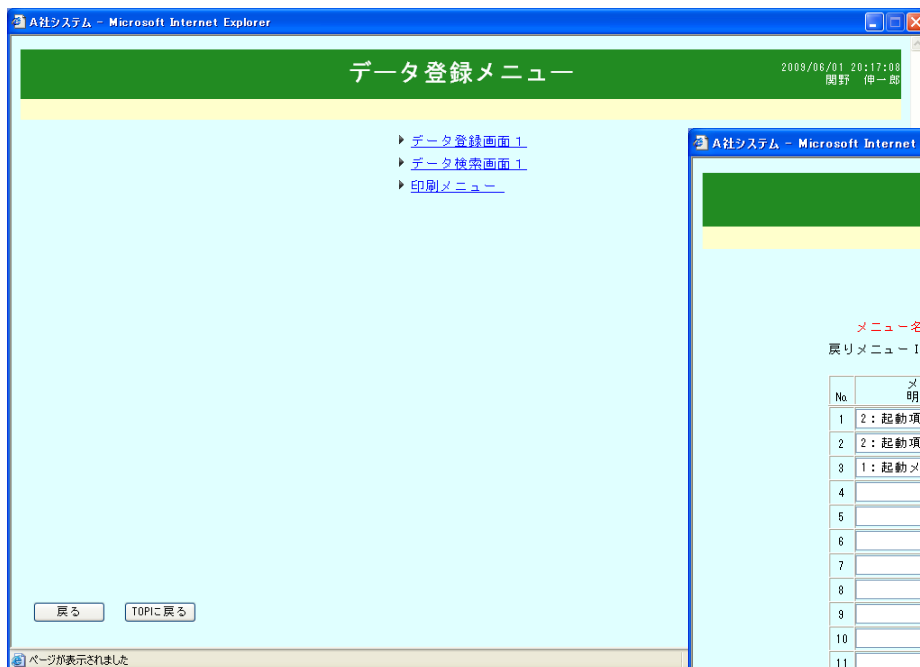 A社システム - Microsoft Internet Explorer
データ登録メニュー
2009/06/01 20:17:08
関野 伸一郎
データ登録画面１
データ検索画面１
印刷メニュー
戻る
TOPに戻る
ページが表示されました
A社システム - Microsoft Internet
メニュー名
戻りメニューI
No.
メ
明
1 2：起動項
2 2：起動項
3 1：起動メ
4
5
6
7
8
9
10
11